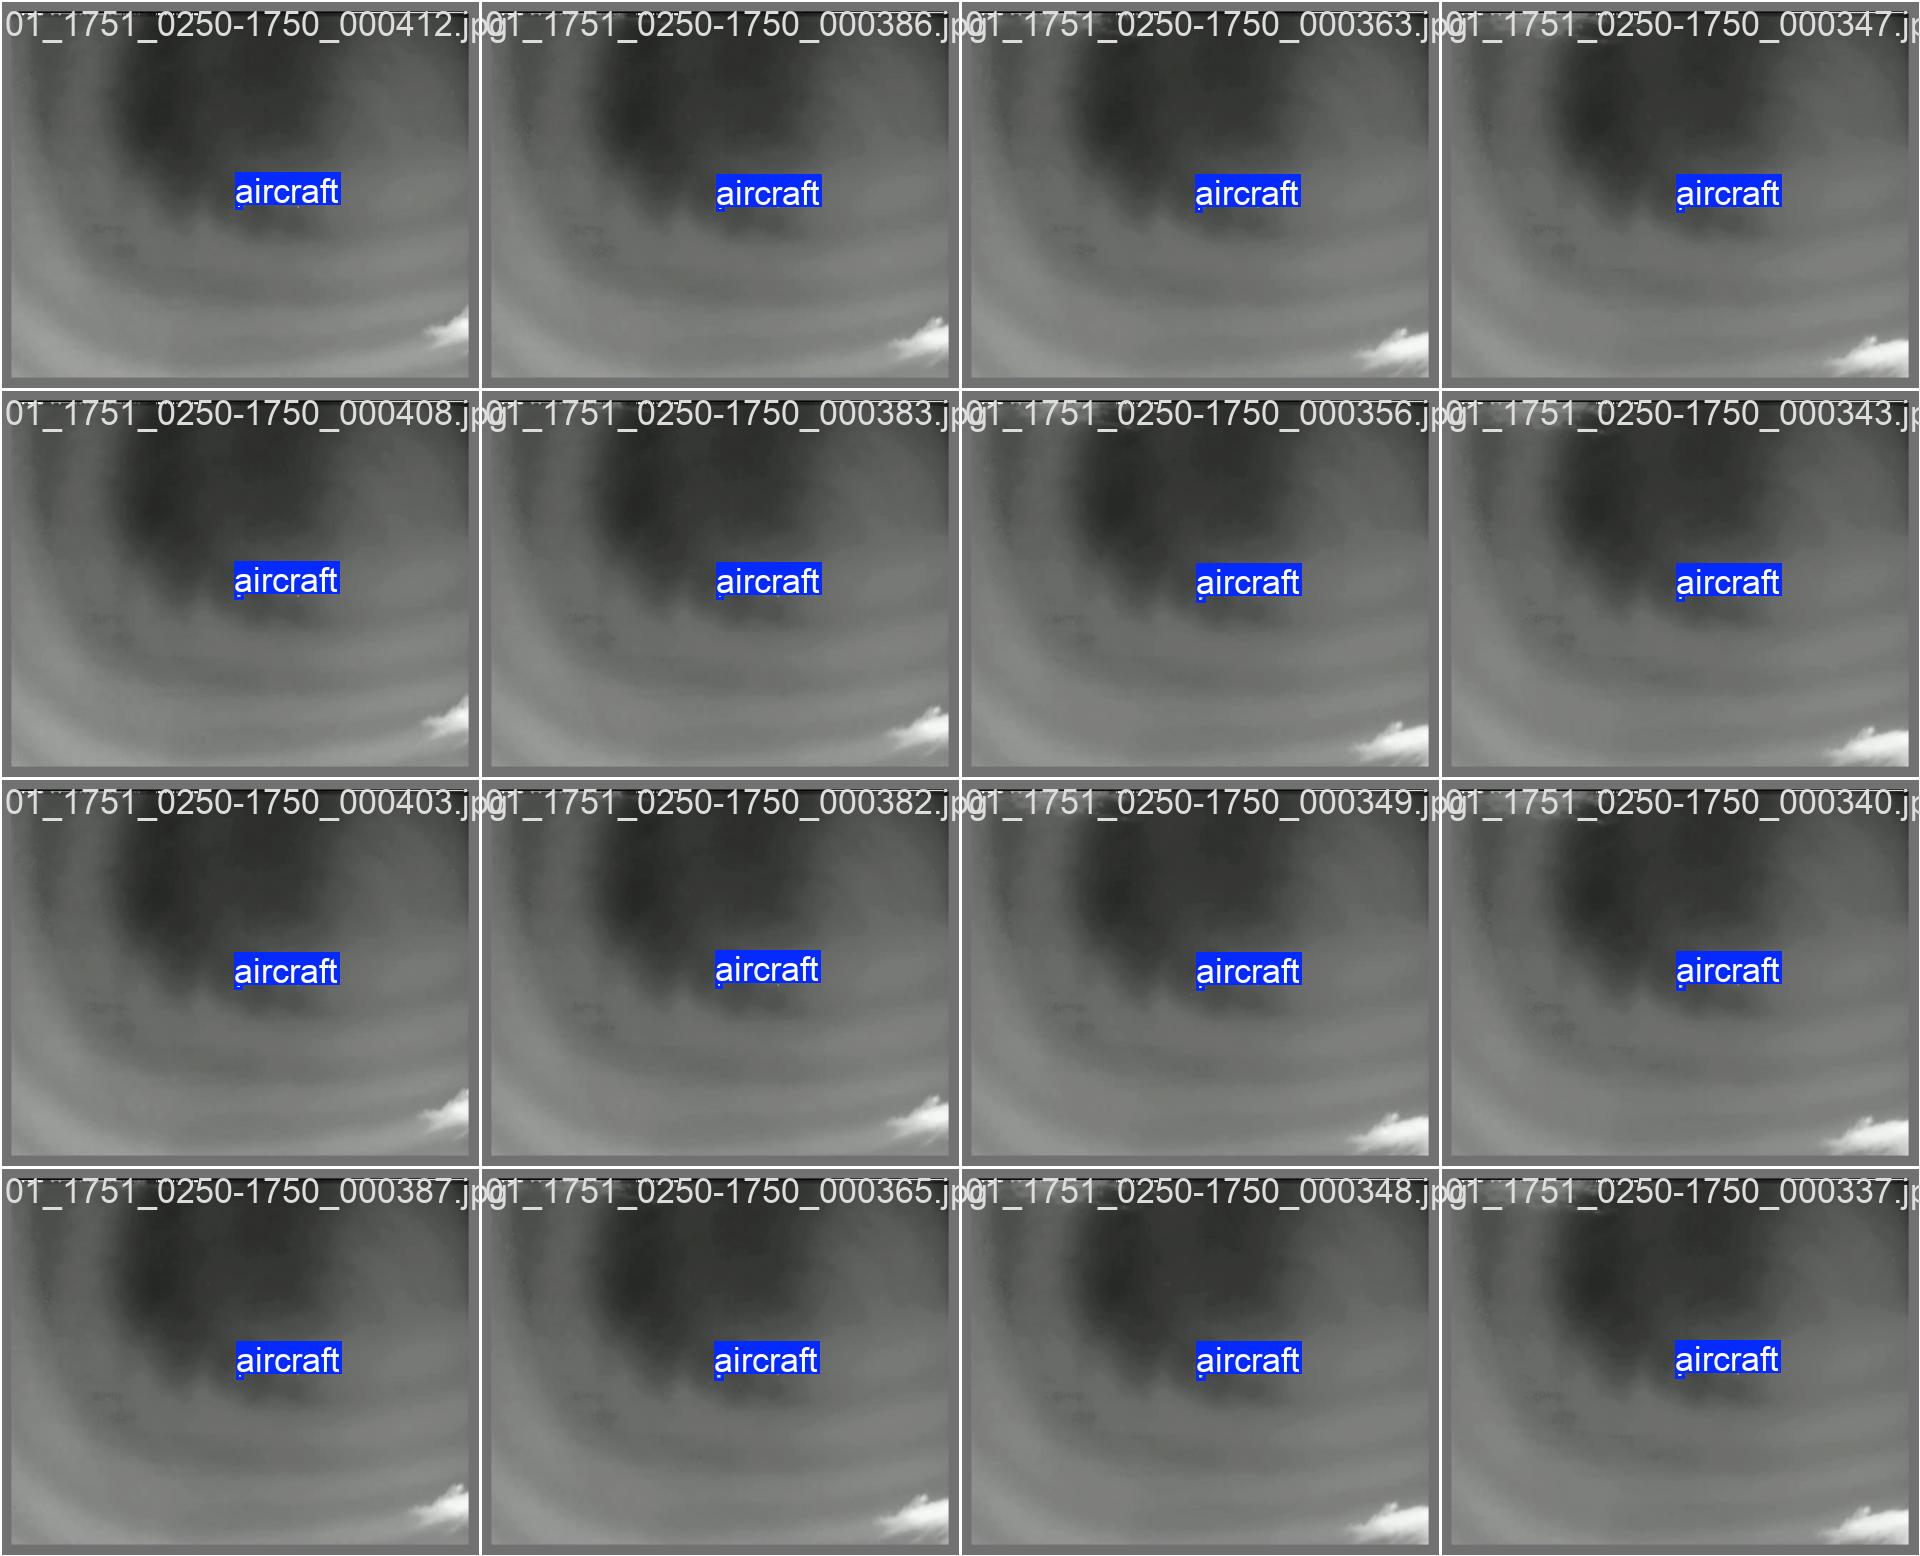 01_1751_0250-1750_000412.jpg
01_1751_0250-1750_000386.jpg
01_1751_0250-1750_000363.jpg
01_1751_0250-1750_000347.jp
aircraft
aircraft
aircraft
aircraft
01_1751_0250-1750_000408.jpg
01_1751_0250-1750_000383.jpg
01_1751_0250-1750_000356.jpg
01_1751_0250-1750_000343.jp
aircraft
aircraft
aircraft
aircraft
01_1751_0250-1750_000403.jpg
01_1751_0250-1750_000382.jpg
01_1751_0250-1750_000349.jpg
01_1751_0250-1750_000340.jp
aircraft
aircraft
aircraft
aircraft
01_1751_0250-1750_000387.jpg
01_1751_0250-1750_000365.jpg
01_1751_0250-1750_000348.jpg
01_1751_0250-1750_000337.jp
aircraft
aircraft
aircraft
aircraft